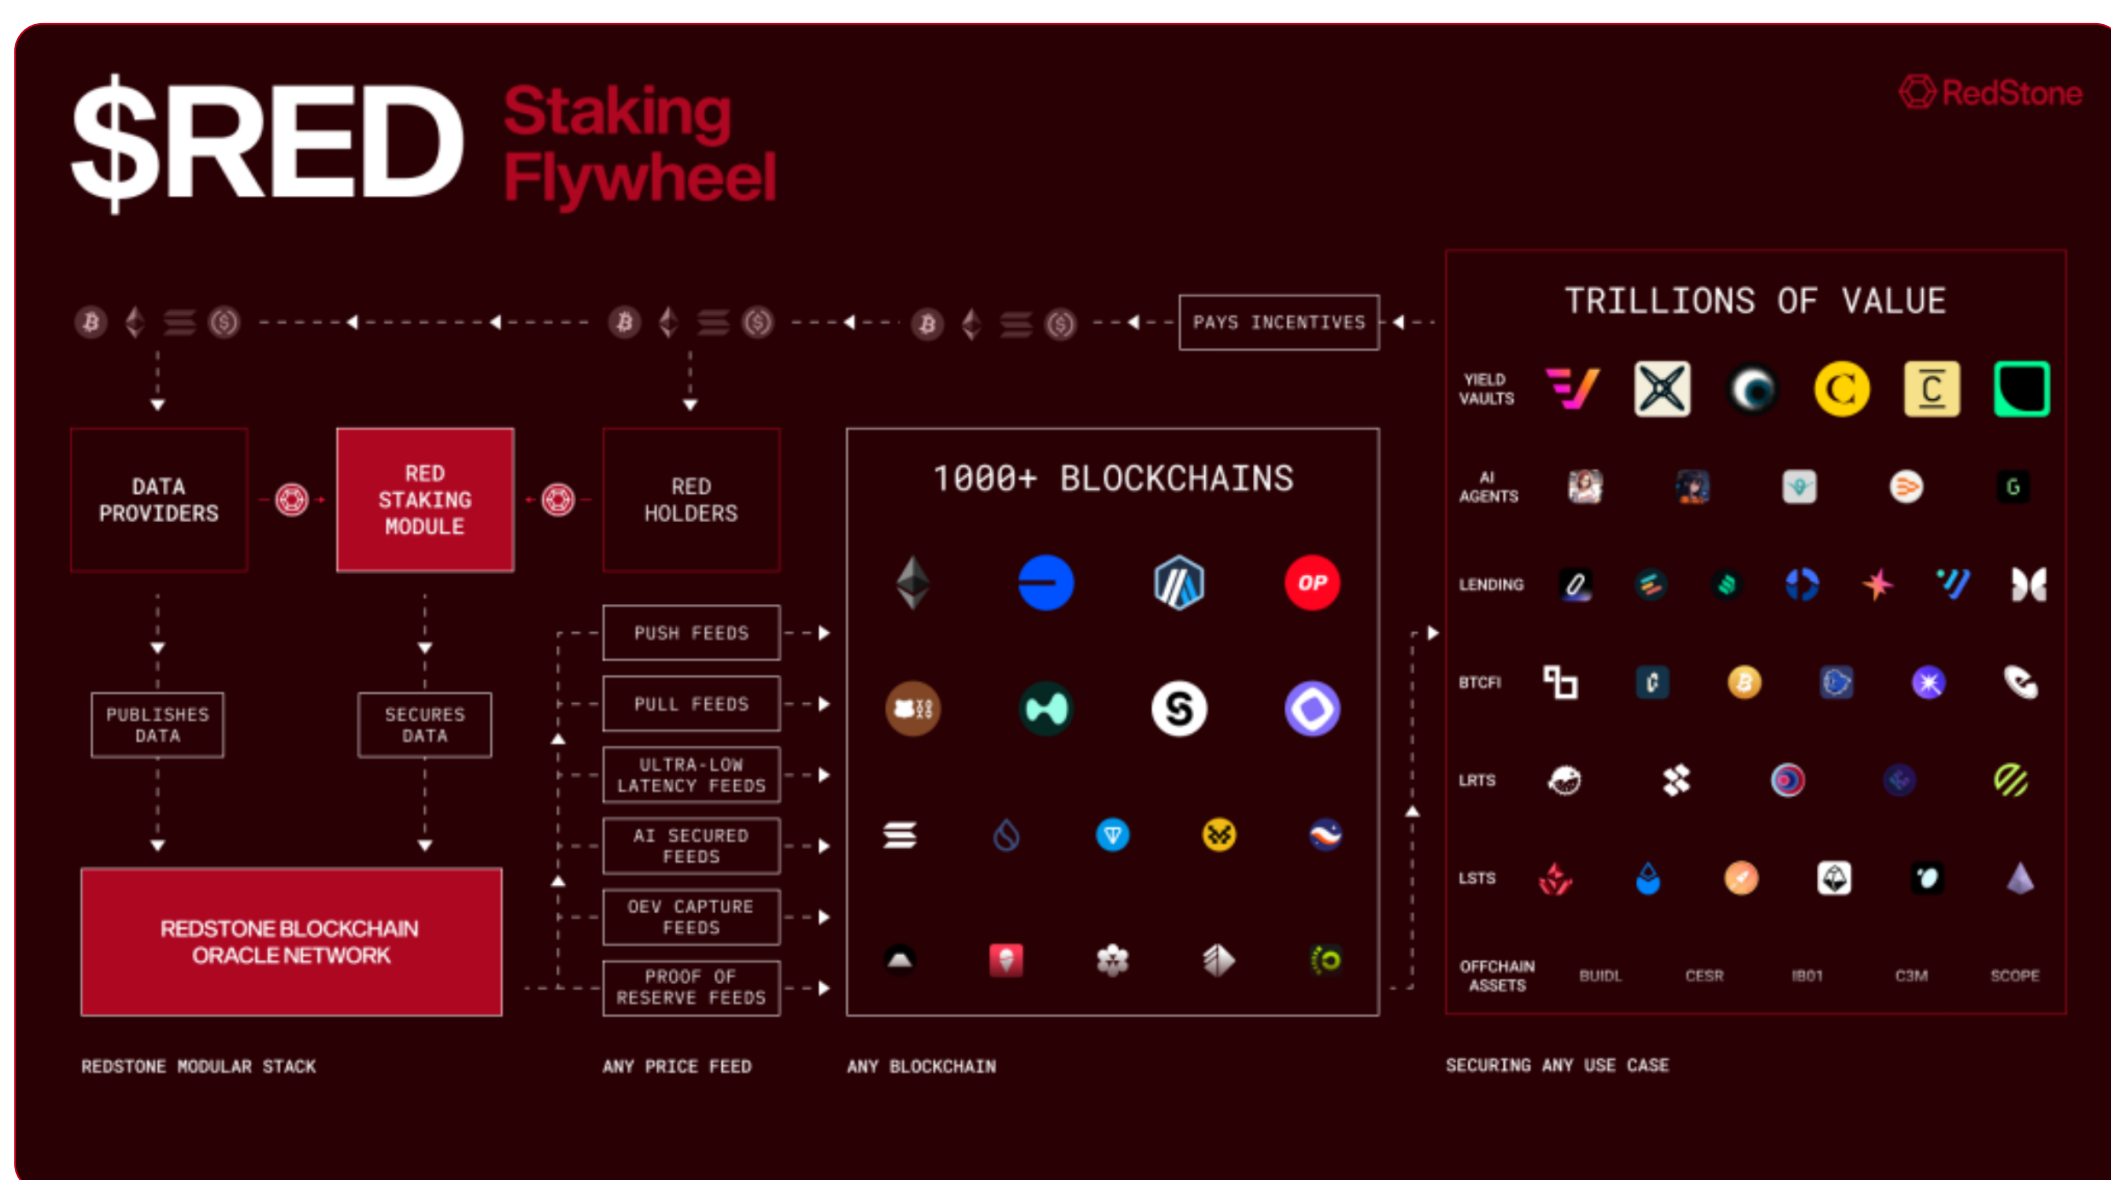 $RED
Staking
Flywheel
RedStone
PAYS INCENTIVES
TRILLIONS OF VALUE
YIELD
VAULTS
AI
AGENTS
LENDING
BTCFI
LRTS
LSTS
OFFCHAIN
ASSETS
BUIDL
CESR
IB01
C3M
SCOPE
DATA
PROVIDERS
RED
STAKING
MODULE
RED
HOLDERS
1000+ BLOCKCHAINS
OP
PUSH FEEDS
PULL FEEDS
ULTRA-LOW
LATENCY FEEDS
AI SECURED
FEEDS
OEV CAPTURE
FEEDS
PROOF OF
RESERVE FEEDS
PUBLISHES
DATA
SECURES
DATA
REDSTONE BLOCKCHAIN
ORACLE NETWORK
REDSTONE MODULAR STACK
ANY PRICE FEED
ANY BLOCKCHAIN
SECURING ANY USE CASE